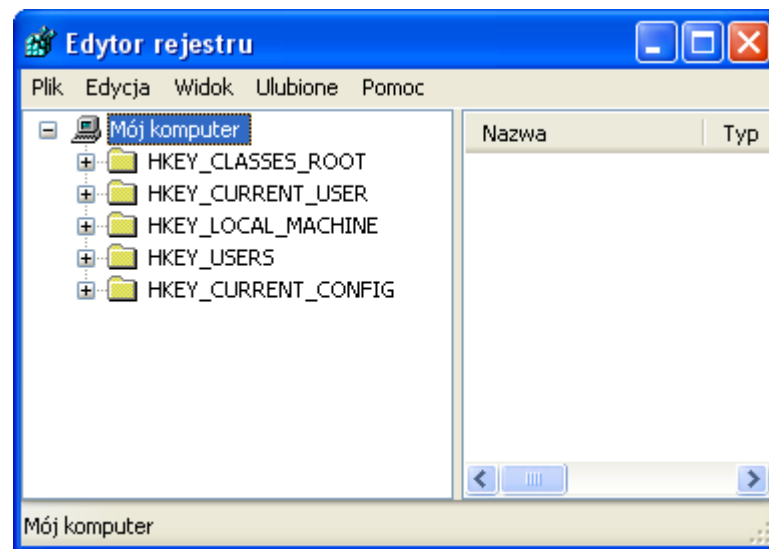 Edytor rejestru
Plik Edycja Widok Ulubione Pomoc
Mój komputer
HKEY_CLASSES_ROOT
HKEY_CURRENT_USER
HKEY_LOCAL_MACHINE
HKEY_USERS
HKEY_CURRENT_CONFIG
Nazwa Typ
Mój komputer